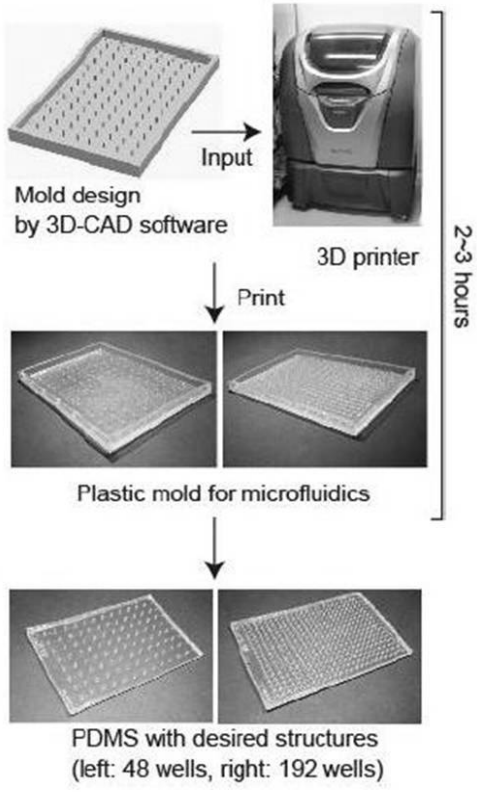 Input
Mold design
by 3D-CAD software
3D printer
2~3 hours
Print
Plastic mold for microfluidics
PDMS with desired structures
(left: 48 wells, right: 192 wells)